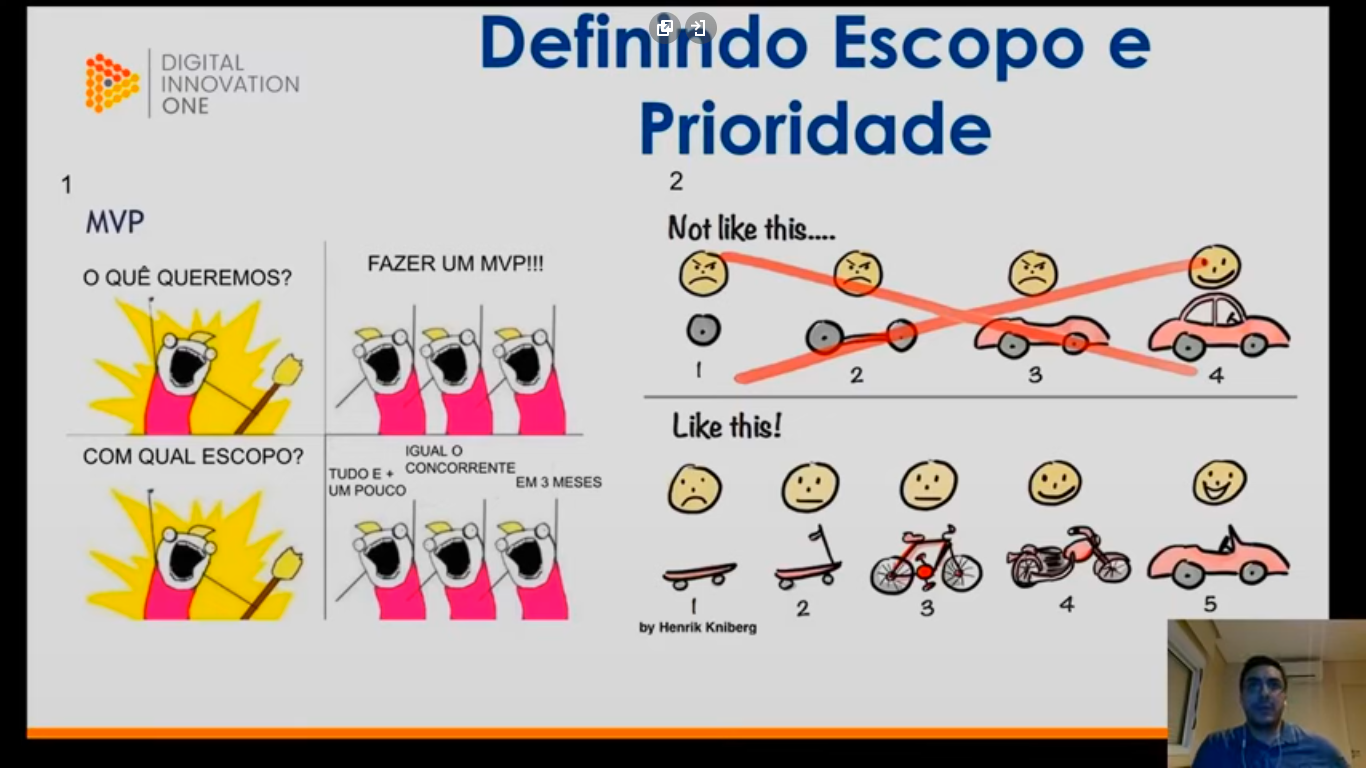 Definindo Escopo e
Prioridade
DIGITAL
INNOVATION
ONE
1
MVP
O QUÊ QUEREMOS?
FAZER UM MVP!!!
COM QUAL ESCOPO?
TUDO E +
UM POUCO
IGUAL O
CONCORRENTE
EM 3 MESES
2
Not like this....
1 2 3 4
Like this!
1 2 3 4 5
by Henrik Kniberg